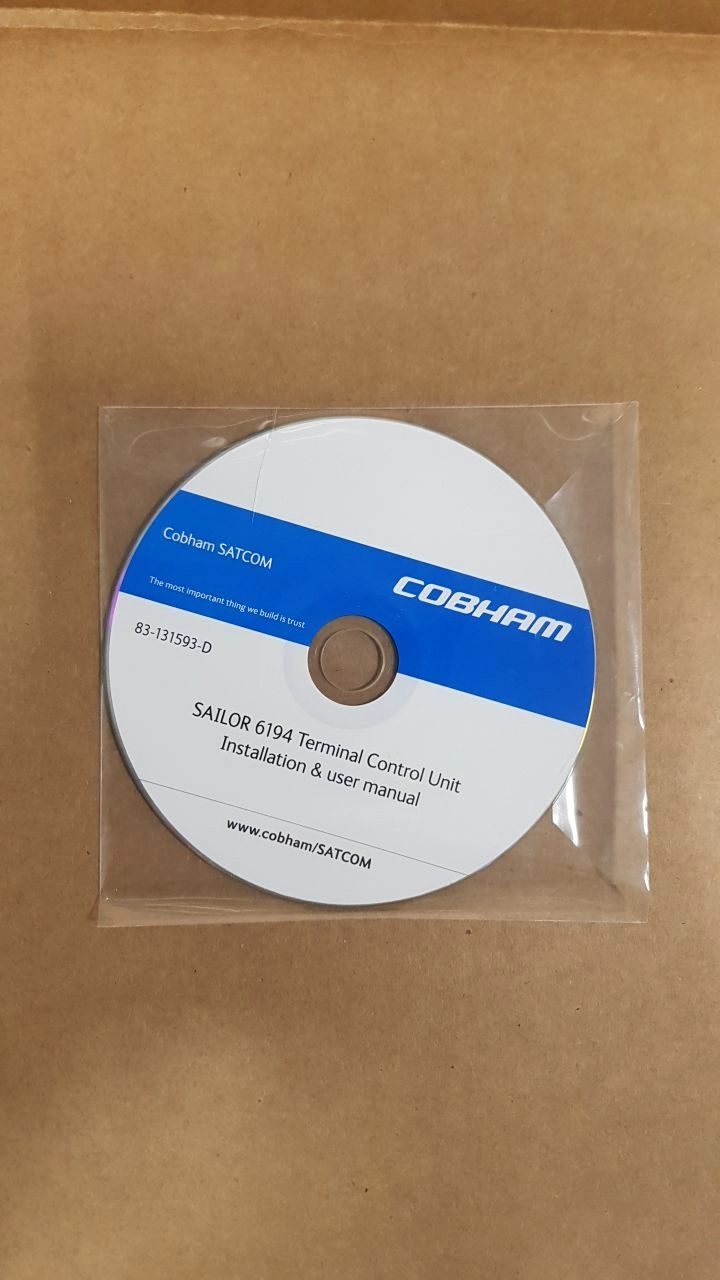 Cobham SATCOM
COBHAM
The most important thing we build is trust
83-131593-D
SAILOR 6194 Terminal Control Unit
Installation & user manual
www.cobham/SATCOM